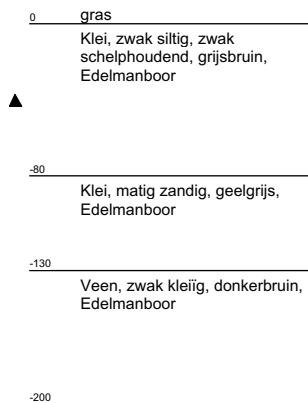 0 gras
Klei, zwak siltig, zwak
schelphoudend, grijsbruin,
Edelmanboor
-80
Klei, matig zandig, geelgrijs,
Edelmanboor
-130
Veen, zwak kleiïg, donkerbruin,
Edelmanboor
-200